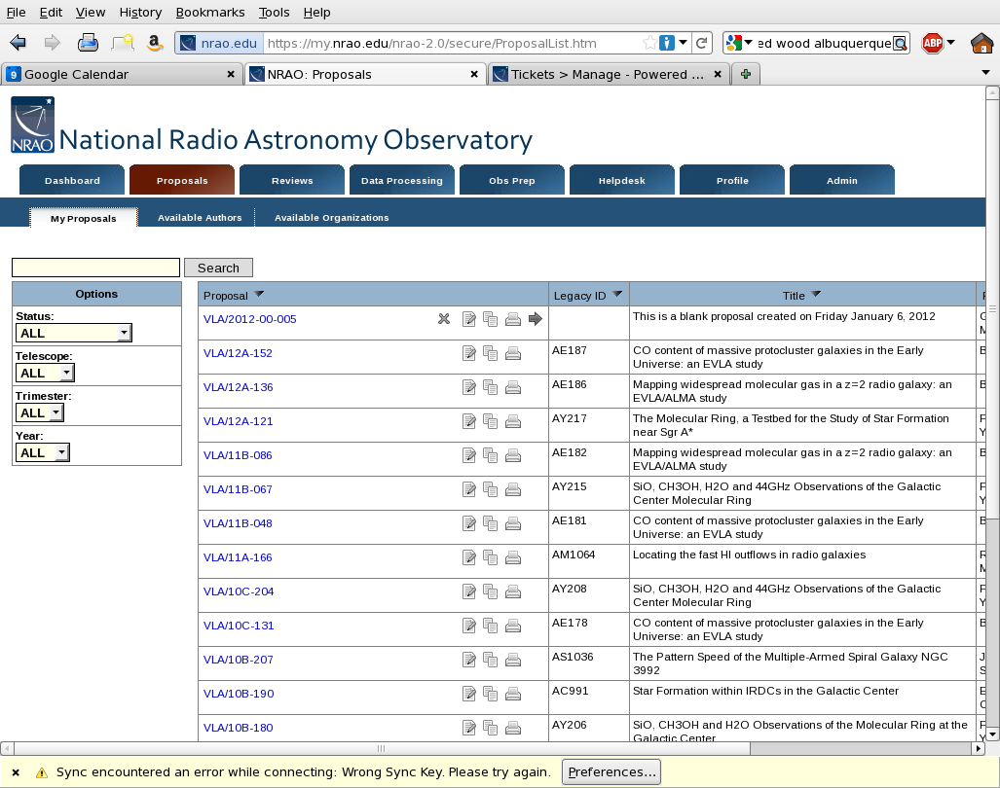 File Edit View History Bookmarks Tools Help
nrao.edu https://my.nrao.edu/nrao-2.0/secure/ProposalList.htm ed wood albuquerque ABP
9 Google Calendar NRAO: Proposals Tickets > Manage - Powered ...
NRAO National Radio Astronomy Observatory
Dashboard Proposals Reviews Data Processing Obs Prep Helpdesk Profile Admin
My Proposals Available Authors Available Organizations
Search
Options
Status:
ALL
Telescope:
ALL
Trimester:
ALL
Year:
ALL
Proposal Legacy ID Title
VLA/2012-00-005 This is a blank proposal created on Friday January 6, 2012
VLA/12A-152 AE187 CO content of massive protocluster galaxies in the Early
Universe: an EVLA study
VLA/12A-136 AE186 Mapping widespread molecular gas in a z=2 radio galaxy: an
EVLA/ALMA study
VLA/12A-121 AY217 The Molecular Ring, a Testbed for the Study of Star Formation
near Sgr A*
VLA/11B-086 AE182 Mapping widespread molecular gas in a z=2 radio galaxy: an
EVLA/ALMA study
VLA/11B-067 AY215 SiO, CH3OH, H2O and 44GHz Observations of the Galactic
Center Molecular Ring
VLA/11B-048 AE181 CO content of massive protocluster galaxies in the Early
Universe: an EVLA study
VLA/11A-166 AM1064 Locating the fast HI outflows in radio galaxies
VLA/10C-204 AY208 SiO, CH3OH, H2O and 44GHz Observations of the Galactic
Center Molecular Ring
VLA/10C-131 AE178 CO content of massive protocluster galaxies in the Early
Universe: an EVLA study
VLA/10B-207 AS1036 The Pattern Speed of the Multiple-Armed Spiral Galaxy NGC
3992
VLA/10B-190 AC991 Star Formation within IRDCs in the Galactic Center
VLA/10B-180 AY206 SiO, CH3OH and H2O Observations of the Molecular Ring at the
Galactic Center
Sync encountered an error while connecting: Wrong Sync Key. Please try again. Preferences...